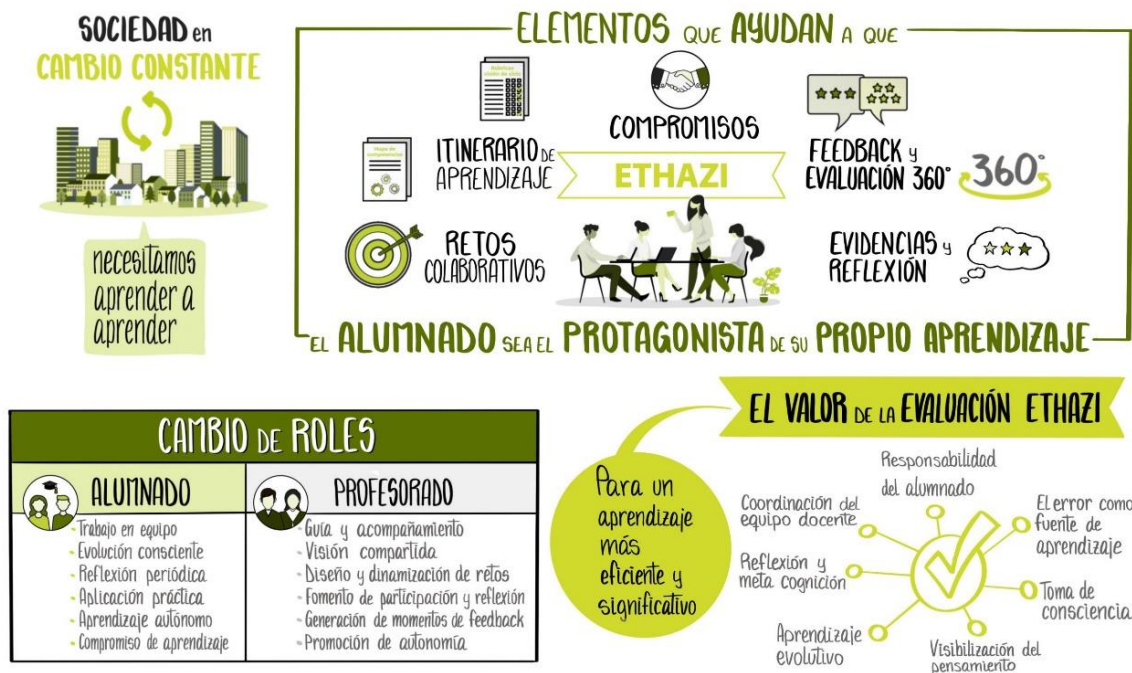 SOCIEDAD en
CAMBIO CONSTANTE
necesitamos
aprender a
aprender
ELEMENTOS QUE AYUDAN A QUE
ITINERARIO DE
APRENDIZAJE
Mapa de
competencias
COMPROMISOS
FEEDBACK y
EVALUACIÓN 360°
360°
ETHAZI
RETOS
COLABORATIVOS
EVIDENCIAS y
REFLEXIÓN
EL ALUMNADO SEA EL PROTAGONISTA DE SU PROPIO APRENDIZAJE
CAMBIO DE ROLES
ALUMNADO
- Trabajo en equipo
- Evolución consciente
- Reflexión periódica
- Aplicación práctica
- Aprendizaje autónomo
- Compromiso de aprendizaje
PROFESORADO
- Guía y acompañamiento
- Visión compartida
- Diseño y dinamización de retos
- Fomento de participación y reflexión
- Generación de momentos de feedback
- Promoción de autonomía
EL VALOR DE LA EVALUACIÓN ETHAZI
Para un
aprendizaje
más
eficiente y
significativo
Responsabilidad
del alumnado
Coordinación del
equipo docente
El error como
fuente de
aprendizaje
Reflexión y
meta cognición
Toma de
consciencia
Aprendizaje
evolutivo
Visibilización del
pensamiento